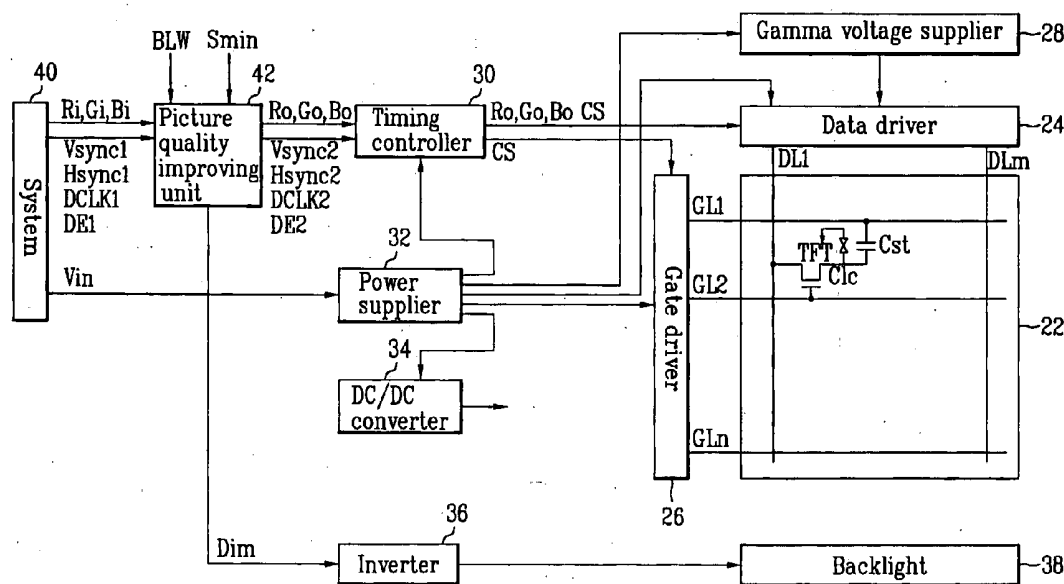 BLW
Smin
40
42
30
28
Gamma voltage supplier
Ri,Gi,Bi
Picture
quality
improving
unit
Ro,Go,Bo
Timing
controller
Ro,Go,Bo CS
Data driver
24
Vsync1
Hsync1
DCLK1
DE1
Vsync2
Hsync2
DCLK2
DE2
CS
DL1
DLm
System
GL1
32
TFT
Cst
Clc
Vin
Power
supplier
Gate driver
GL2
22
34
DC/DC
converter
GLn
26
36
Dim
Inverter
Backlight
38